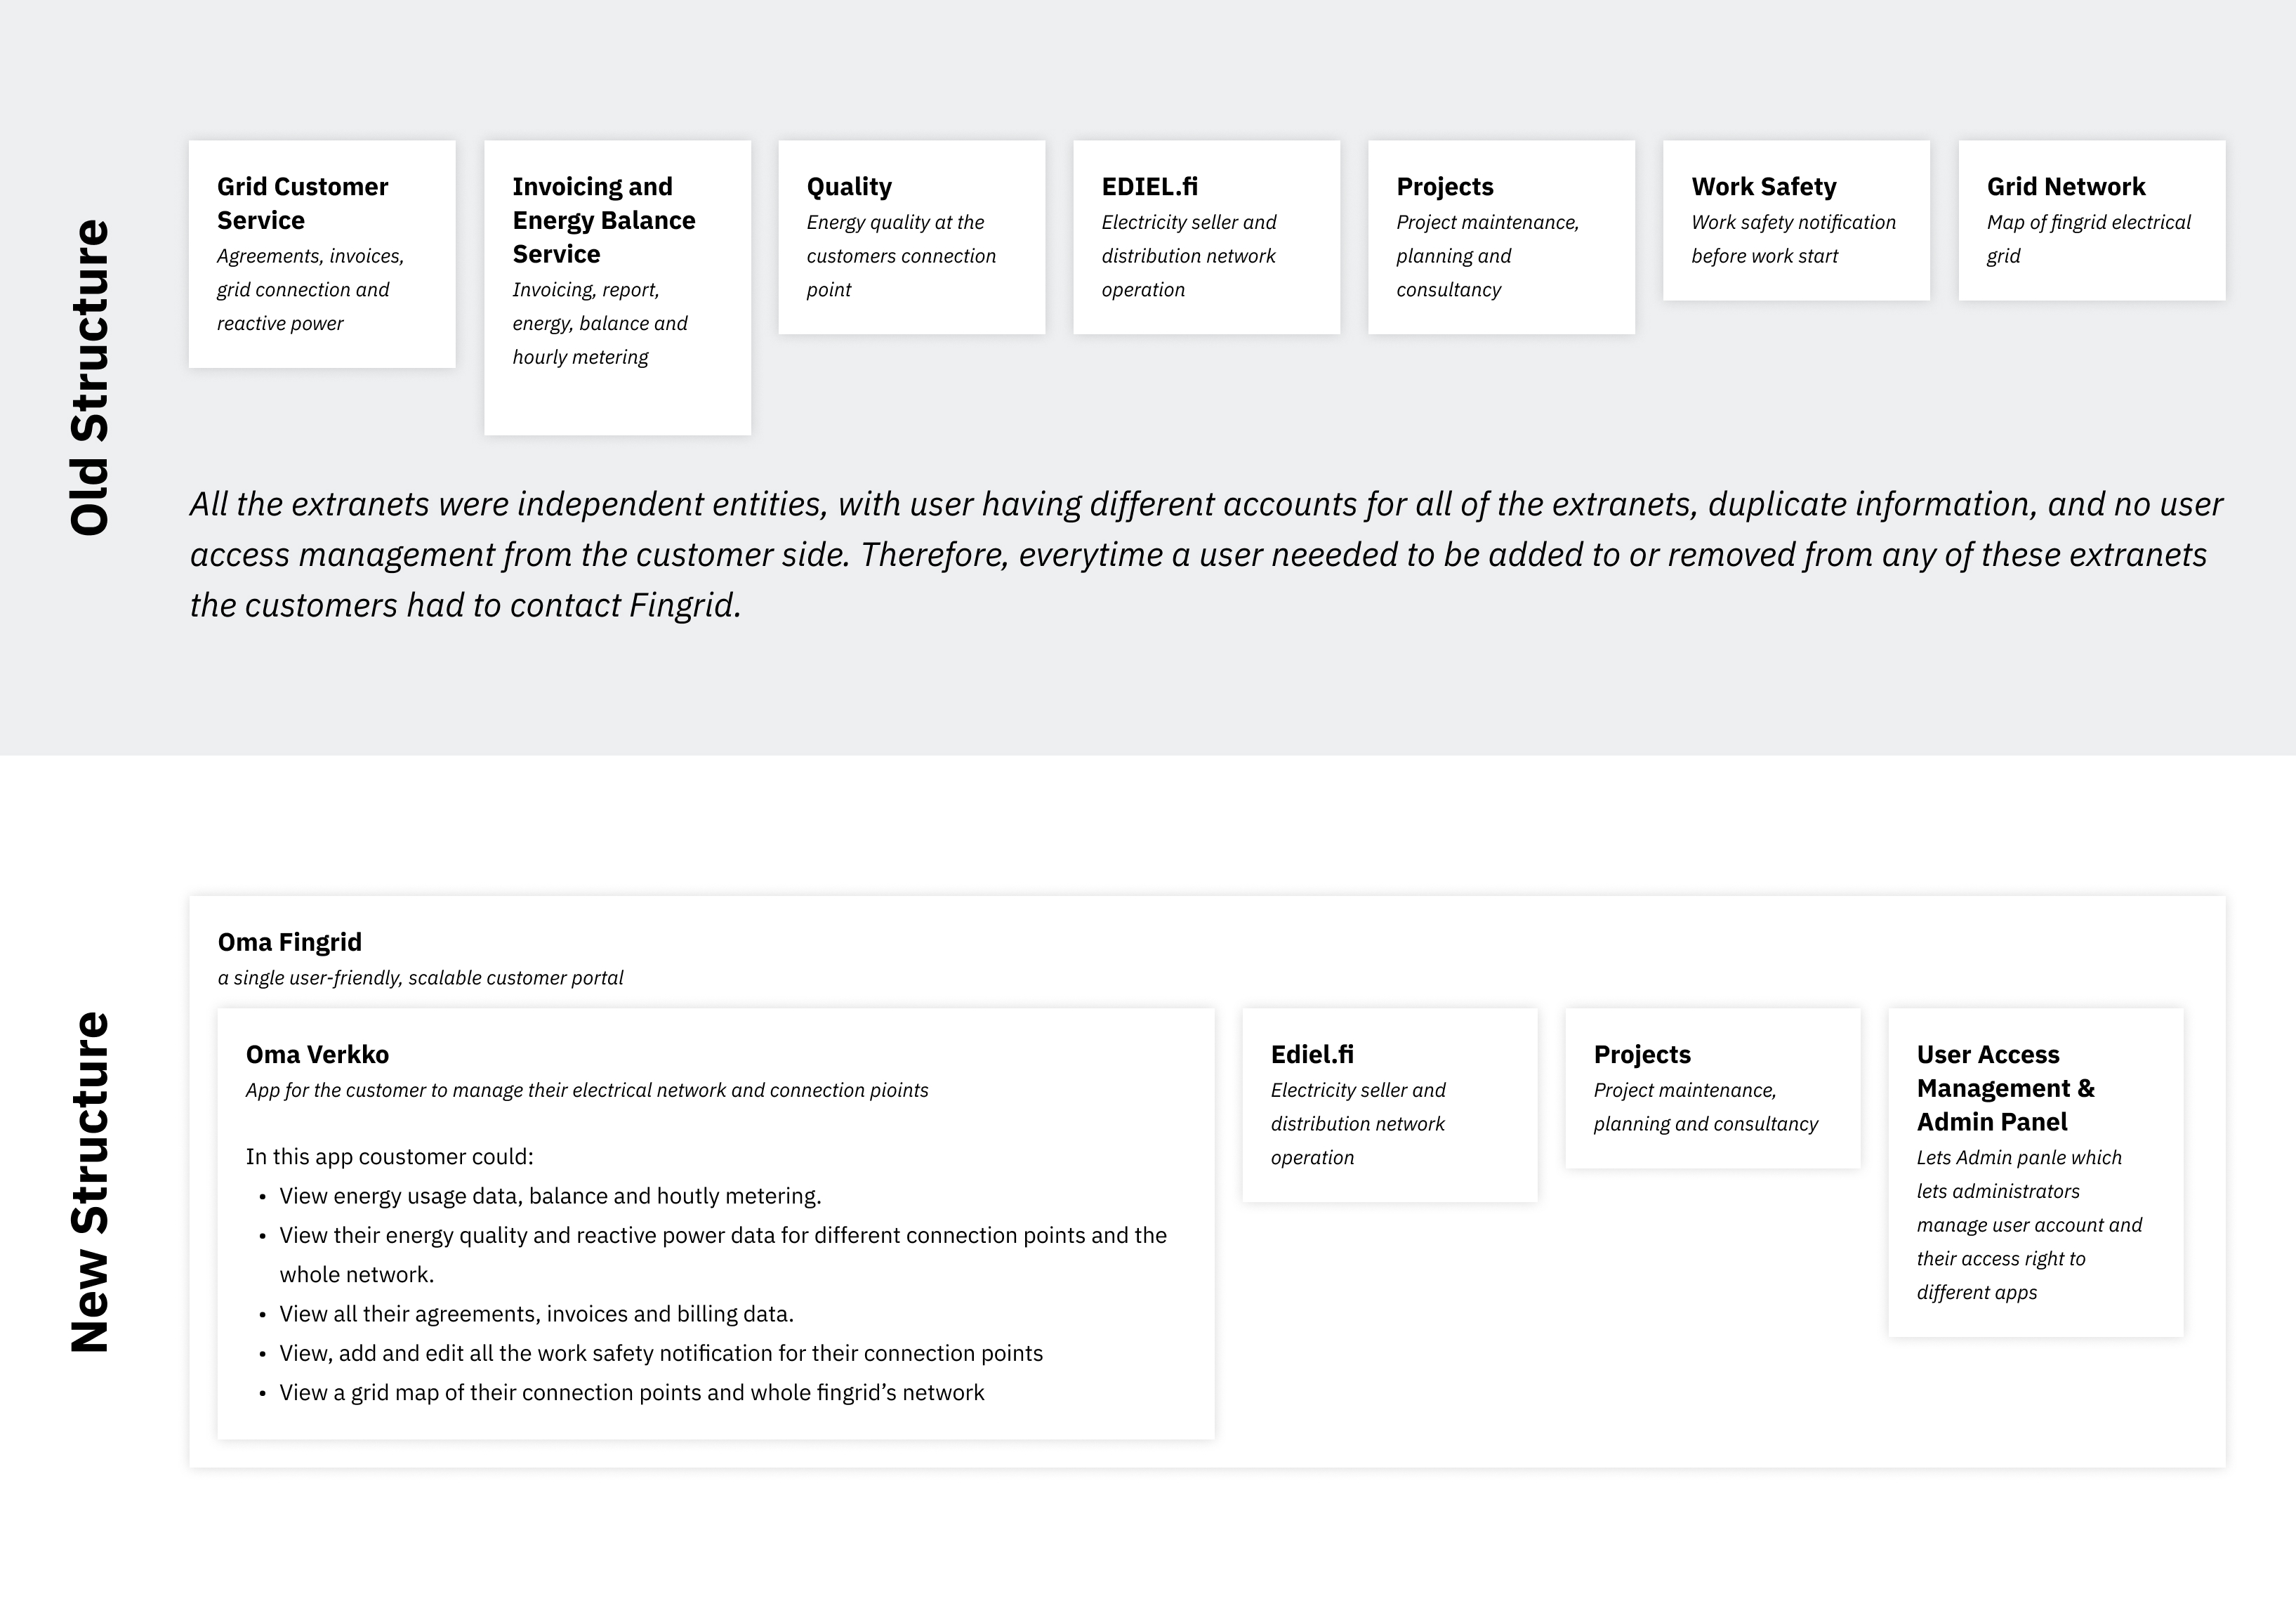 Old Structure
Grid Customer
Service
Agreements, invoices,
grid connection and
reactive power
Invoicing and
Energy Balance
Service
Invoicing, report,
energy, balance and
hourly metering
Quality
Energy quality at the
customers connection
point
EDIEL.fi
Electricity seller and
distribution network
operation
Projects
Project maintenance,
planning and
consultancy
Work Safety
Work safety notification
before work start
Grid Network
Map of fingrid electrical
grid
All the extranets were independent entities, with user having different accounts for all of the extranets, duplicate information, and no user
access management from the customer side. Therefore, everytime a user neeeded to be added to or removed from any of these extranets
the customers had to contact Fingrid.
New Structure
Oma Fingrid
a single user-friendly, scalable customer portal
Oma Verkko
App for the customer to manage their electrical network and connection pioints
In this app coustomer could:
• View energy usage data, balance and houtly metering.
• View their energy quality and reactive power data for different connection points and the
whole network.
• View all their agreements, invoices and billing data.
• View, add and edit all the work safety notification for their connection points
• View a grid map of their connection points and whole fingrid’s network
Ediel.fi
Electricity seller and
distribution network
operation
Projects
Project maintenance,
planning and consultancy
User Access
Management &
Admin Panel
Lets Admin panle which
lets administrators
manage user account and
their access right to
different apps